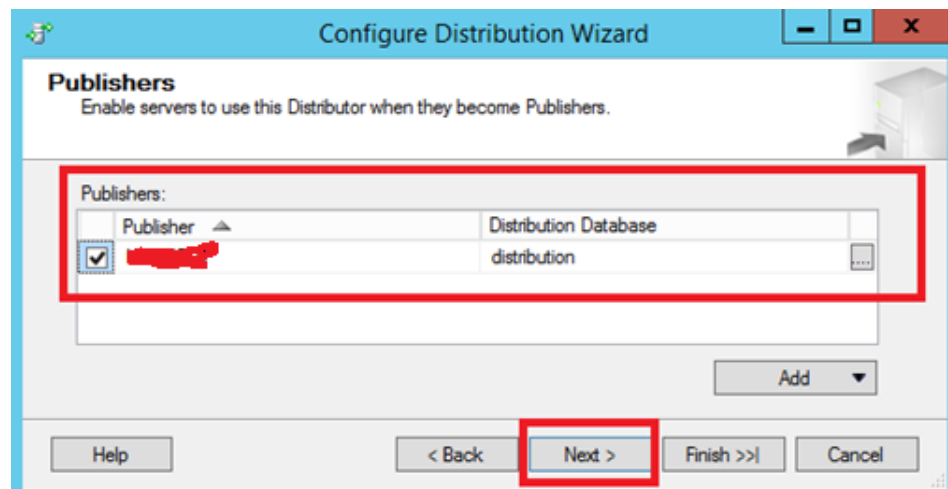 Configure Distribution Wizard
Publishers
Enable servers to use this Distributor when they become Publishers.
Publishers:
Publisher Distribution Database
distribution
....
Add
Help < Back Next > Finish >>| Cancel